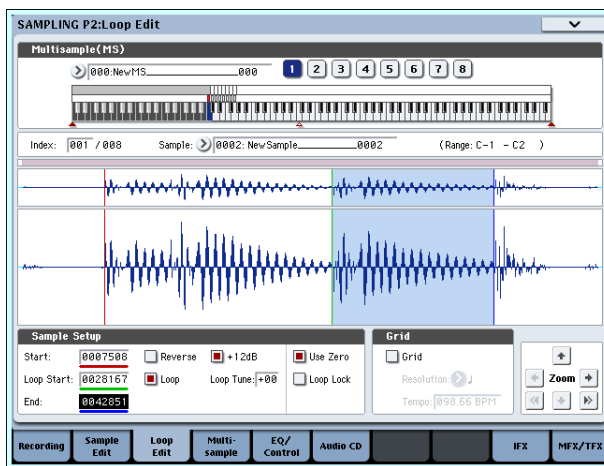 SAMPLING P2:Loop Edit
Multisample(MS)
000:NewMS 000 1 2 3 4 5 6 7 8
Index: 001 /008 Sample: 0002: NewSample 0002 (Range: C-1 - C2 )
Sample Setup Grid
Start: 0007508 Reverse +12dB Use Zero Grid
Loop Start: 0028167 Loop Loop Tune: +00 Loop Lock Resolution: Zoom
End: 0042851 Tempo: 098.66 BPM
Recording Sample Edit Loop Edit Multi-sample EQ/Control Audio CD IFX MFX/TFX